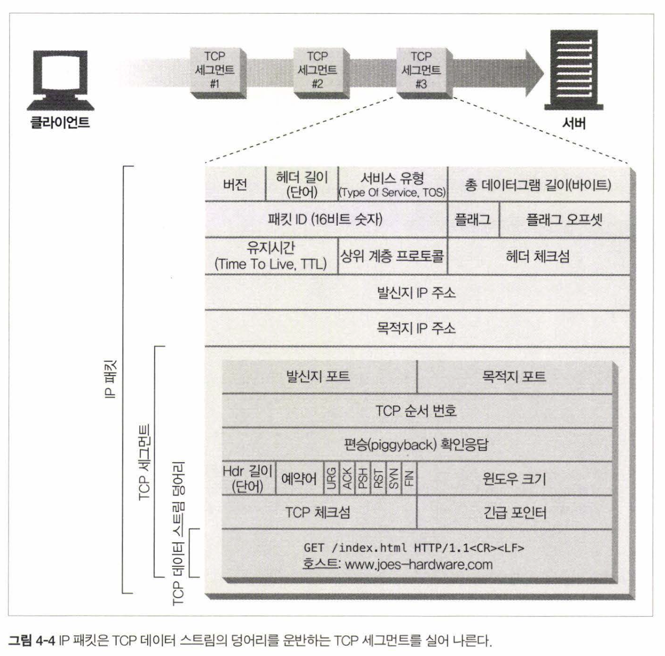 TCP
세그먼트
#1
TCP
세그먼트
#2
TCP
세그먼트
#3
클라이언트
서버
버전
헤더 길이
(단어)
서비스 유형
(Type Of Service, TOS)
총 데이터그램 길이(바이트)
패킷 ID (16비트 숫자)
플래그
플래그 오프셋
유지시간
(Time To Live, TTL)
상위 계층 프로토콜
헤더 체크섬
발신지 IP 주소
목적지 IP 주소
IP 패킷
TCP 세그먼트
TCP 데이터 스트림 덩어리
발신지 포트
목적지 포트
TCP 순서 번호
편승(piggyback) 확인응답
Hdr 길이
(단어)
예약어
URG
ACK
PSH
RST
SYN
FIN
윈도우 크기
TCP 체크섬
긴급 포인터
GET /index.html HTTP/1.1<CR><LF>
호스트: www.joes-hardware.com
그림 4-4 IP 패킷은 TCP 데이터 스트림의 덩어리를 운반하는 TCP 세그먼트를 실어 나른다.